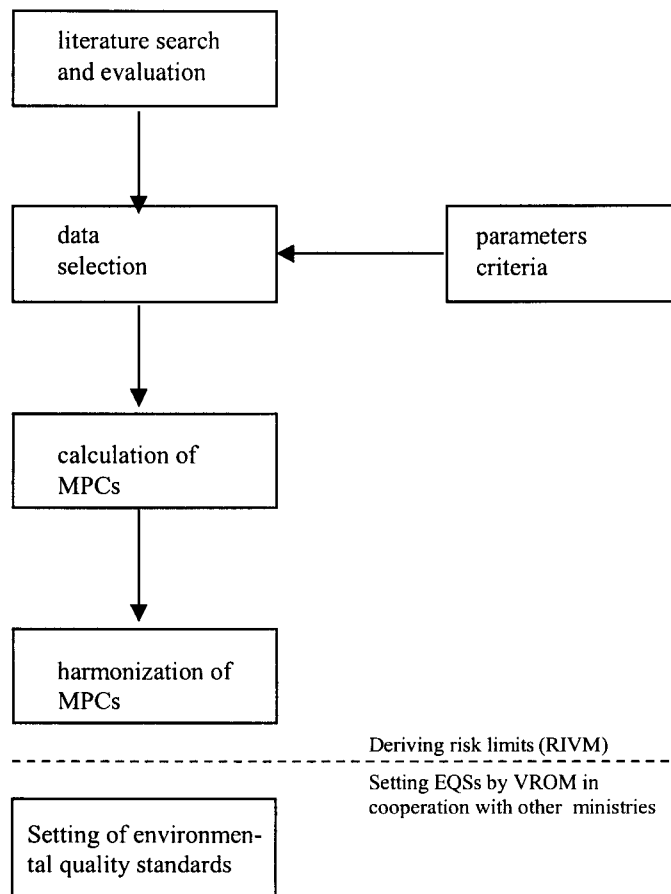 literature search
and evaluation
data
selection
parameters
criteria
calculation of
MPCs
harmonization of
MPCs
Deriving risk limits (RIVM)
Setting EQSs by VROM in
cooperation with other ministries
Setting of environmen-
tal quality standards